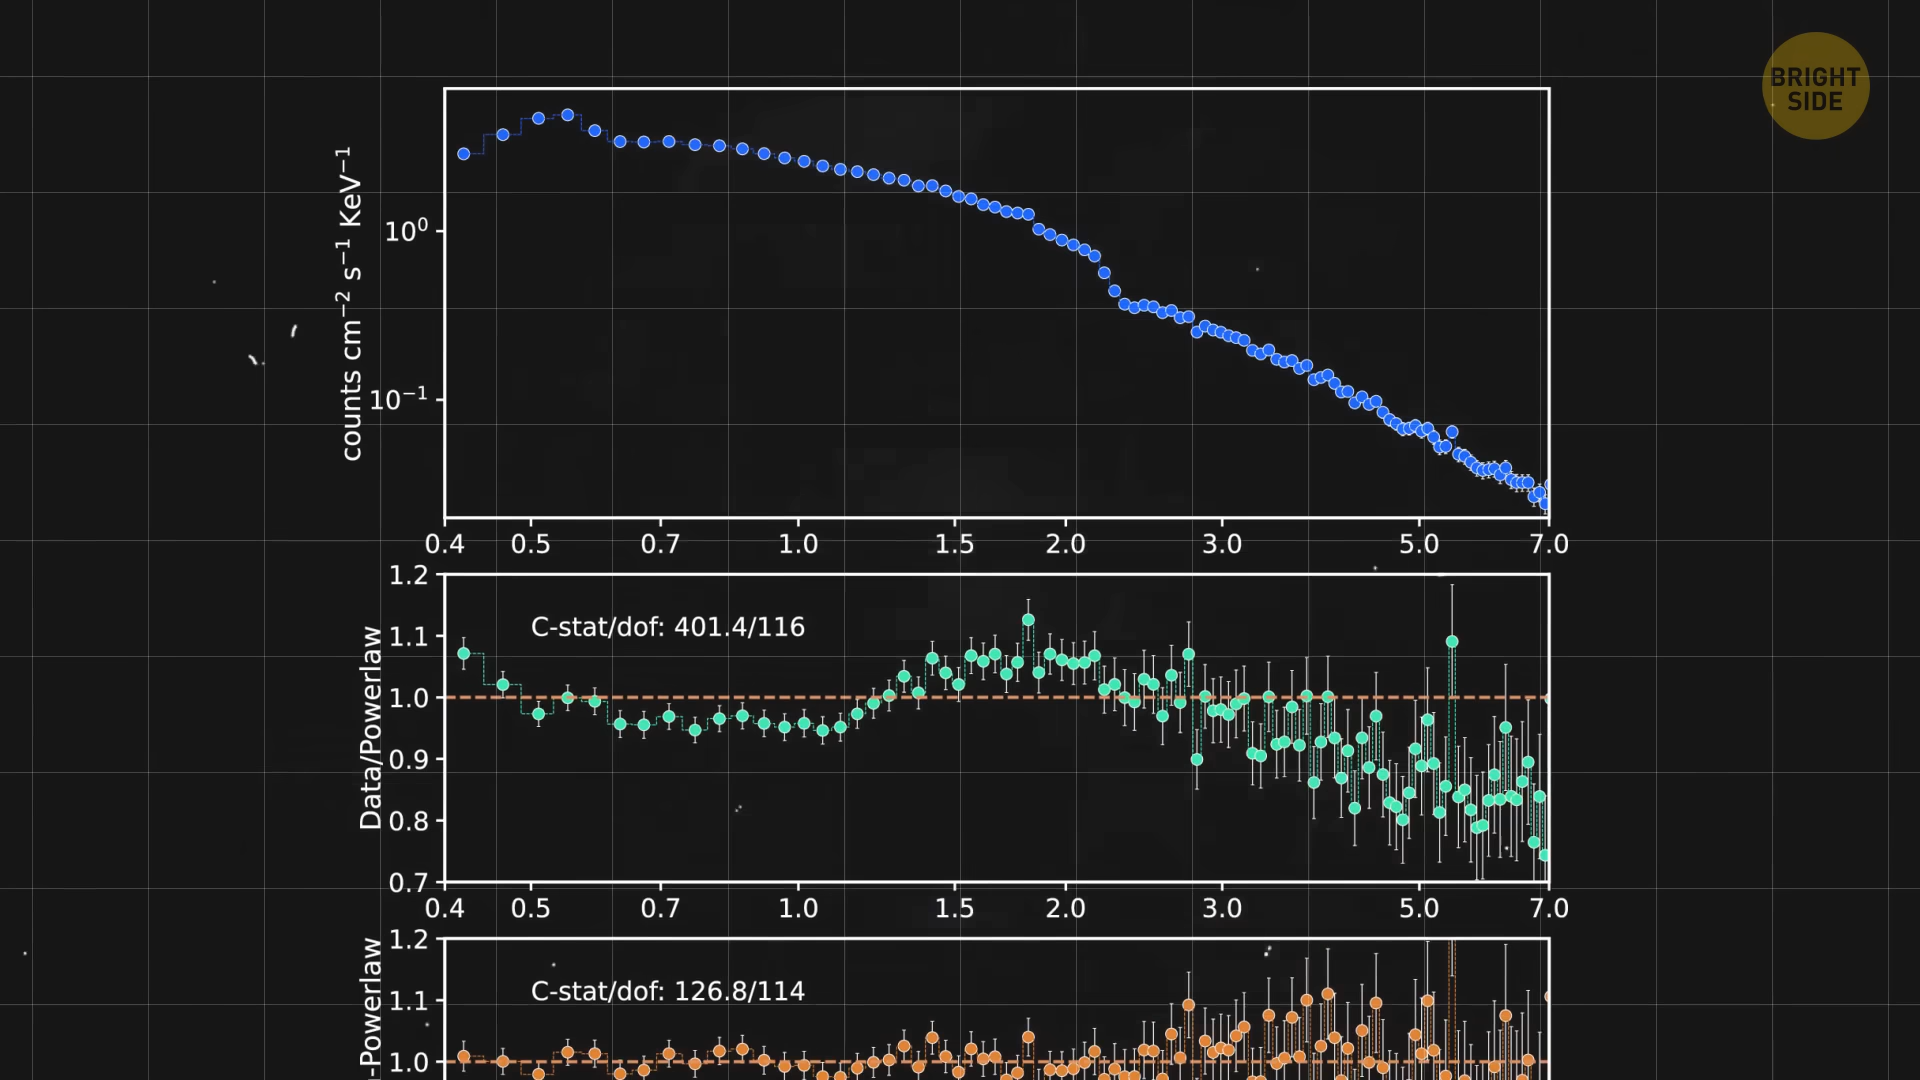 BRIGHT
SIDE
counts cm⁻² s⁻¹ KeV⁻¹
10⁰
10⁻¹
0.4 0.5 0.7 1.0 1.5 2.0 3.0 5.0 7.0
Data/Powerlaw
C-stat/dof: 401.4/116
1.2
1.1
1.0
0.9
0.8
0.7
0.4 0.5 0.7 1.0 1.5 2.0 3.0 5.0 7.0
-Powerlaw
C-stat/dof: 126.8/114
1.2
1.1
1.0